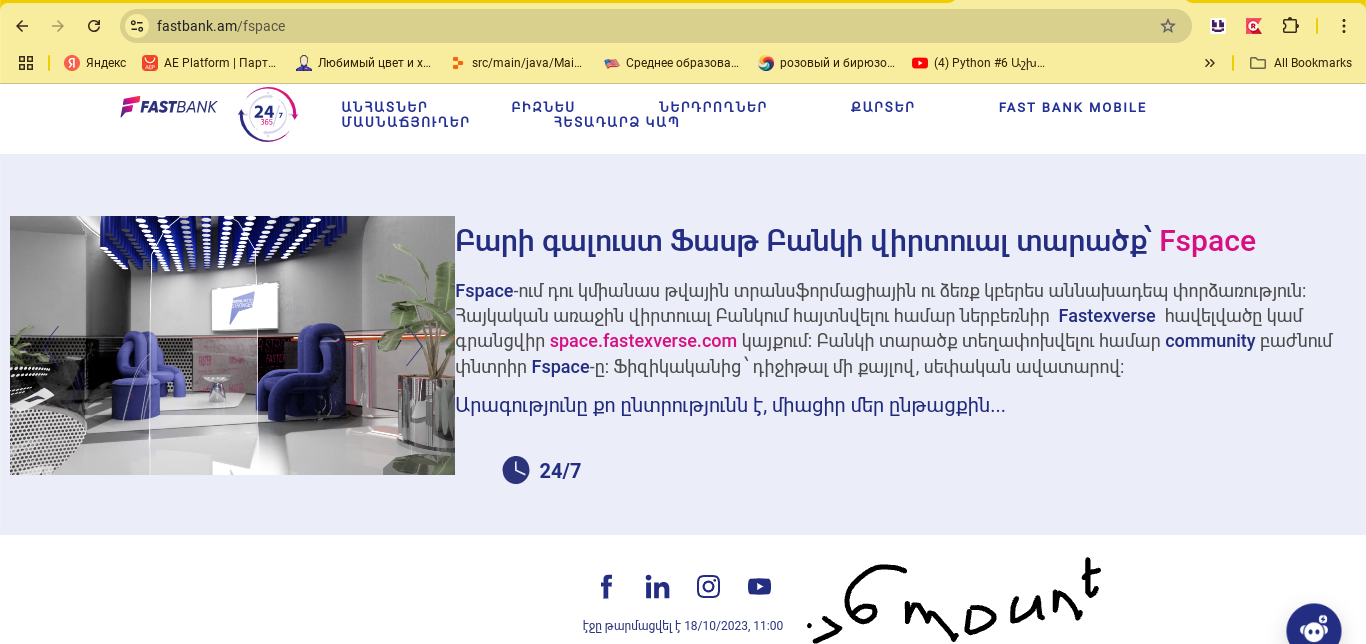 fastbank.am/fspace
Яндекс AE Platform | Парт… Любимый цвет и х… src/main/java/Mai… Среднее образова… розовый и бирюзо… (4) Python #6 Աշխ… All Bookmarks
FASTBANK 24 7 365 ԱՆՀԱՏՆԵՐ ԲԻԶՆԵՍ ՆԵՐԴՐՈՂՆԵՐ ՔԱՐՏԵՐ FAST BANK MOBILE
ՄԱՍՆԱՃՅՈՒՂԵՐ ՀԵՏԱԴԱՐՁ ԿԱՊ
Բարի գալուստ Ֆասթ Բանկի վիրտուալ տարածք՝ Fspace
Fspace-ում դու կմիանաս թվային տրանսֆորմացիային ու ձեռք կբերես աննախադեպ փորձառություն:
Հայկական առաջին վիրտուալ Բանկում հայտնվելու համար ներբեռնիր Fastexverse հավելվածը կամ
գրանցվիր space.fastexverse.com կայքում: Բանկի տարածք տեղափոխվելու համար community բաժնում
փնտրիր Fspace-ը: Ֆիզիկականից՝ դիջիթալ մի քայլով, սեփական ավատարով:
Արագությունը քո ընտրությունն է, միացիր մեր ընթացքին...
24/7
էջը թարմացվել է 18/10/2023, 11:00